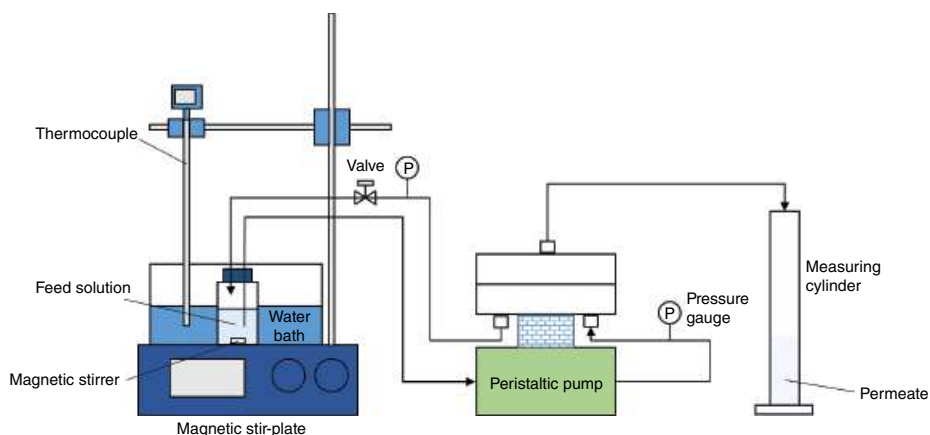 Thermocouple
Valve
P
Feed solution
Water
bath
Magnetic stirrer
Magnetic stir-plate
Peristaltic pump
P
Pressure
gauge
Measuring
cylinder
Permeate